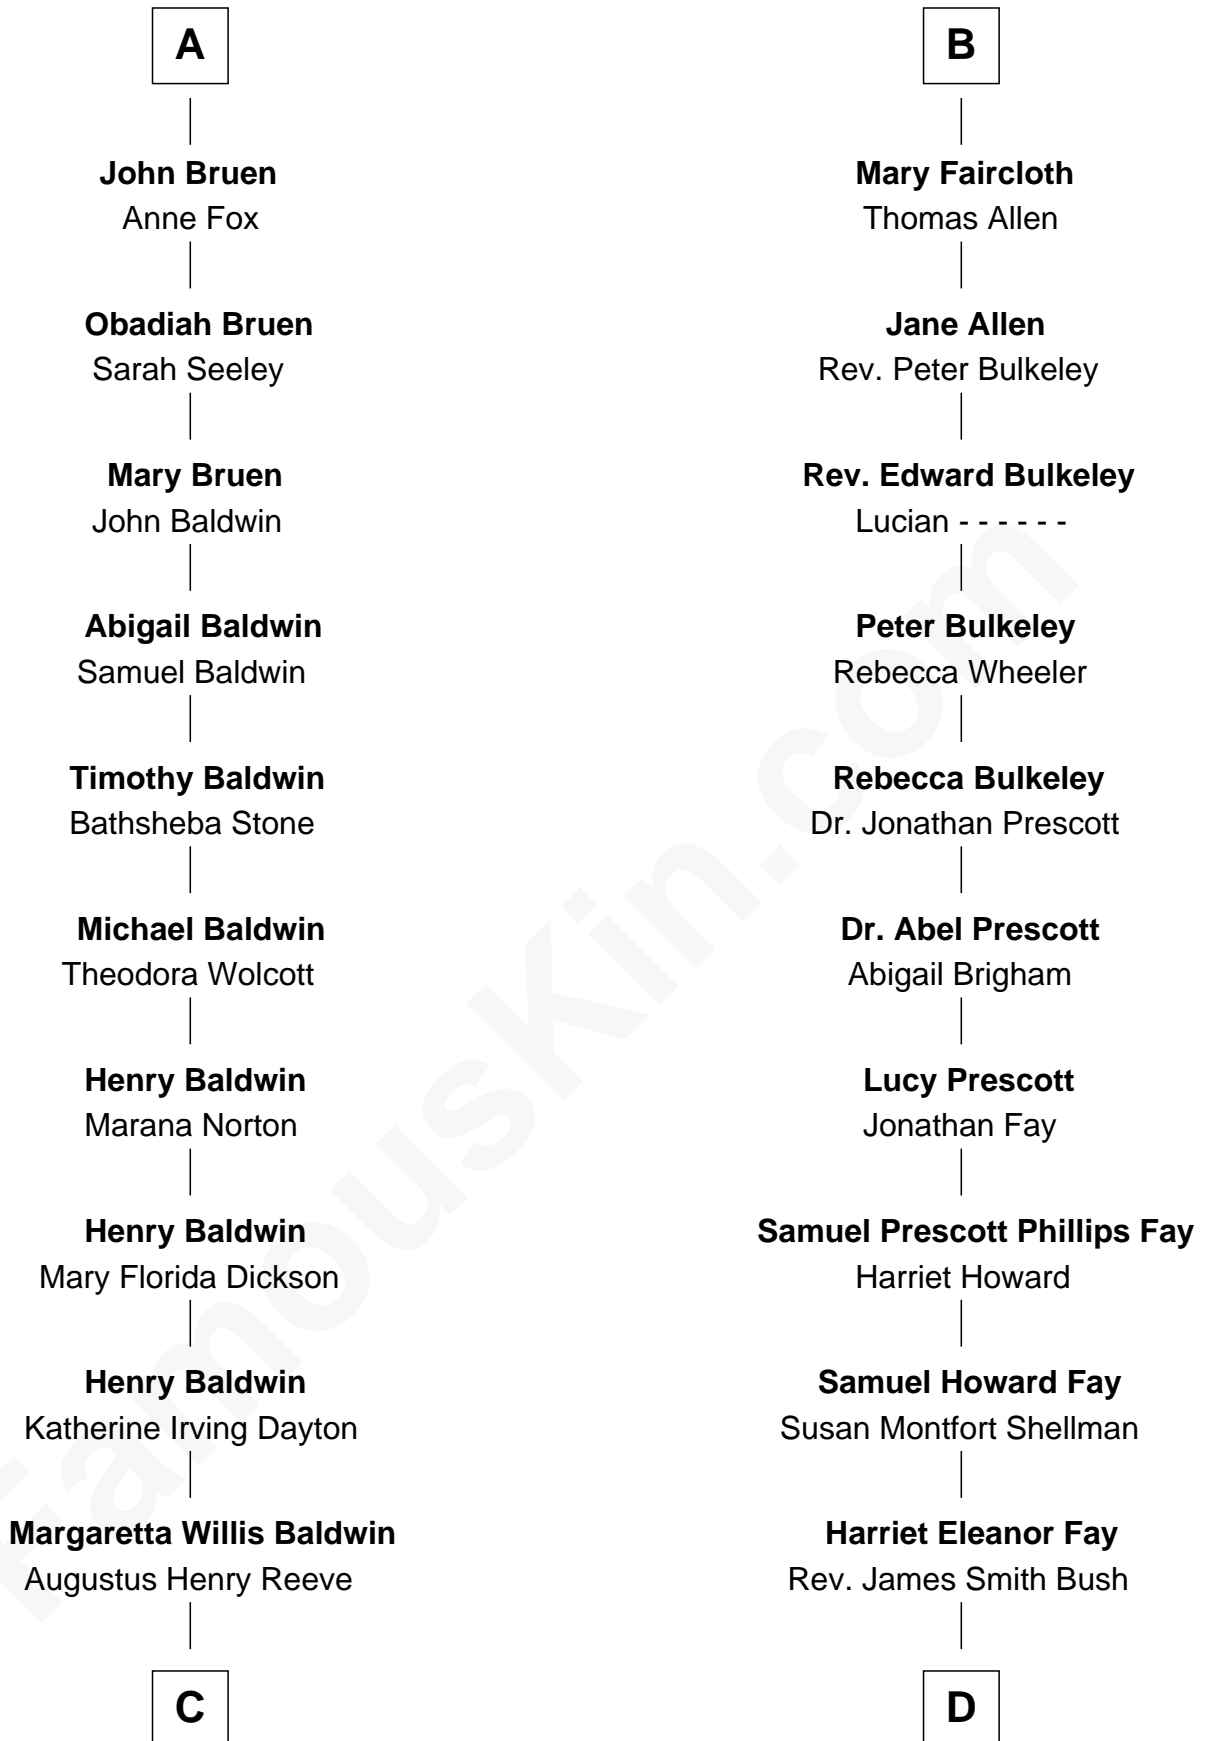 A
John Bruen
Anne Fox
Obadiah Bruen
Sarah Seeley
Mary Bruen
John Baldwin
Abigail Baldwin
Samuel Baldwin
Timothy Baldwin
Bathsheba Stone
Michael Baldwin
Theodora Wolcott
Henry Baldwin
Marana Norton
Henry Baldwin
Mary Florida Dickson
Henry Baldwin
Katherine Irving Dayton
Margaretta Willis Baldwin
Augustus Henry Reeve
C
B
Mary Faircloth
Thomas Allen
Jane Allen
Rev. Peter Bulkeley
Rev. Edward Bulkeley
Lucian - - - - - -
Peter Bulkeley
Rebecca Wheeler
Rebecca Bulkeley
Dr. Jonathan Prescott
Dr. Abel Prescott
Abigail Brigham
Lucy Prescott
Jonathan Fay
Samuel Prescott Phillips Fay
Harriet Howard
Samuel Howard Fay
Susan Montfort Shellman
Harriet Eleanor Fay
Rev. James Smith Bush
D
FamousKin.com